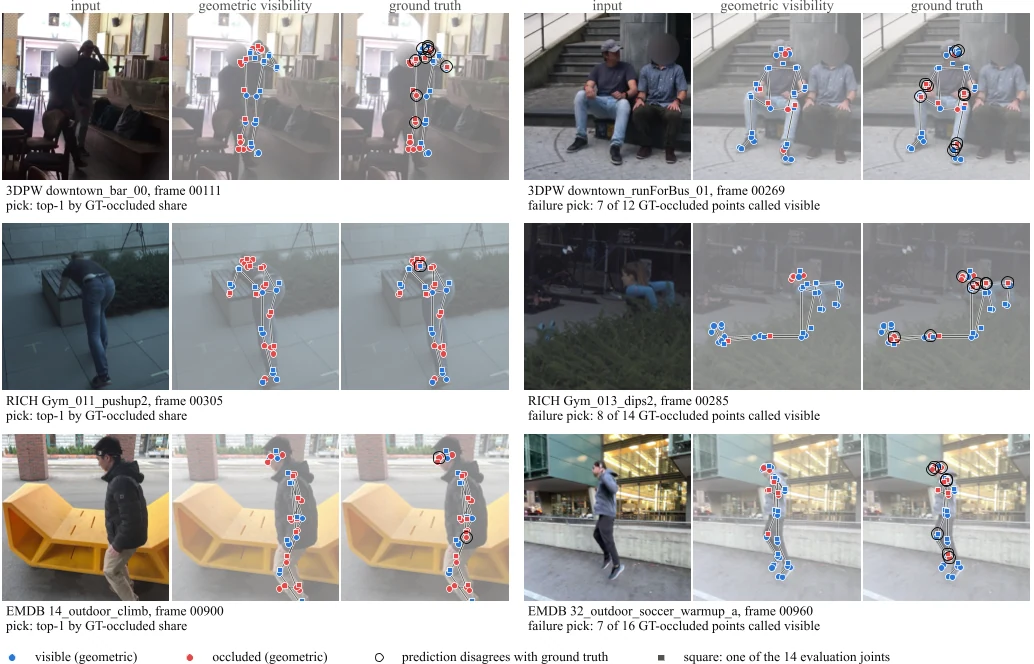 input geometric visibility ground truth input geometric visibility ground truth
3DPW downtown_bar_00, frame 00111
pick: top-1 by GT-occluded share
3DPW downtown_runForBus_01, frame 00269
failure pick: 7 of 12 GT-occluded points called visible
RICH Gym_011_pushup2, frame 00305
pick: top-1 by GT-occluded share
RICH Gym_013_dips2, frame 00285
failure pick: 8 of 14 GT-occluded points called visible
EMDB 14_outdoor_climb, frame 00900
pick: top-1 by GT-occluded share
EMDB 32_outdoor_soccer_warmup_a, frame 00960
failure pick: 7 of 16 GT-occluded points called visible
visible (geometric) occluded (geometric) prediction disagrees with ground truth square: one of the 14 evaluation joints